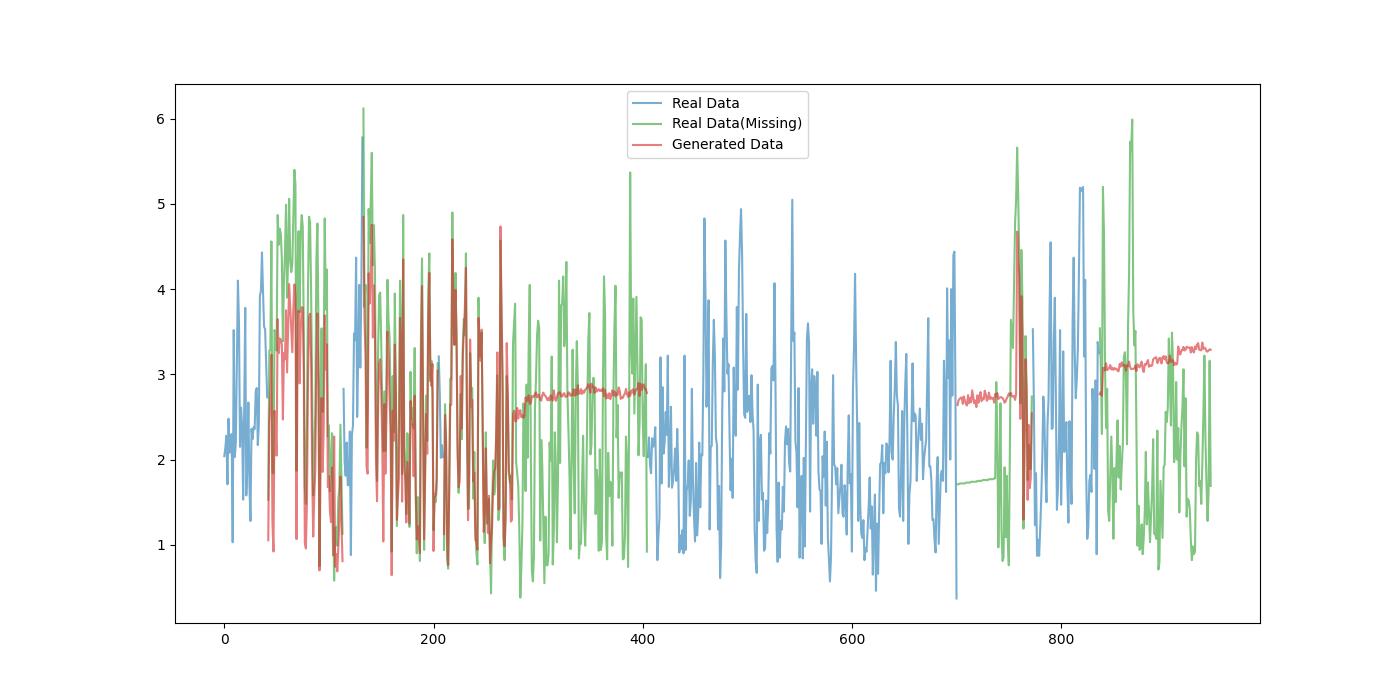 Real Data
Real Data(Missing)
Generated Data
6
5
4
3
2
1
0 200 400 600 800